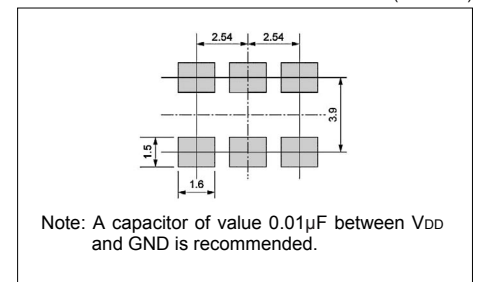 2.54 2.54
3.9
1.5
1.6
Note: A capacitor of value 0.01µF between VDD
and GND is recommended.